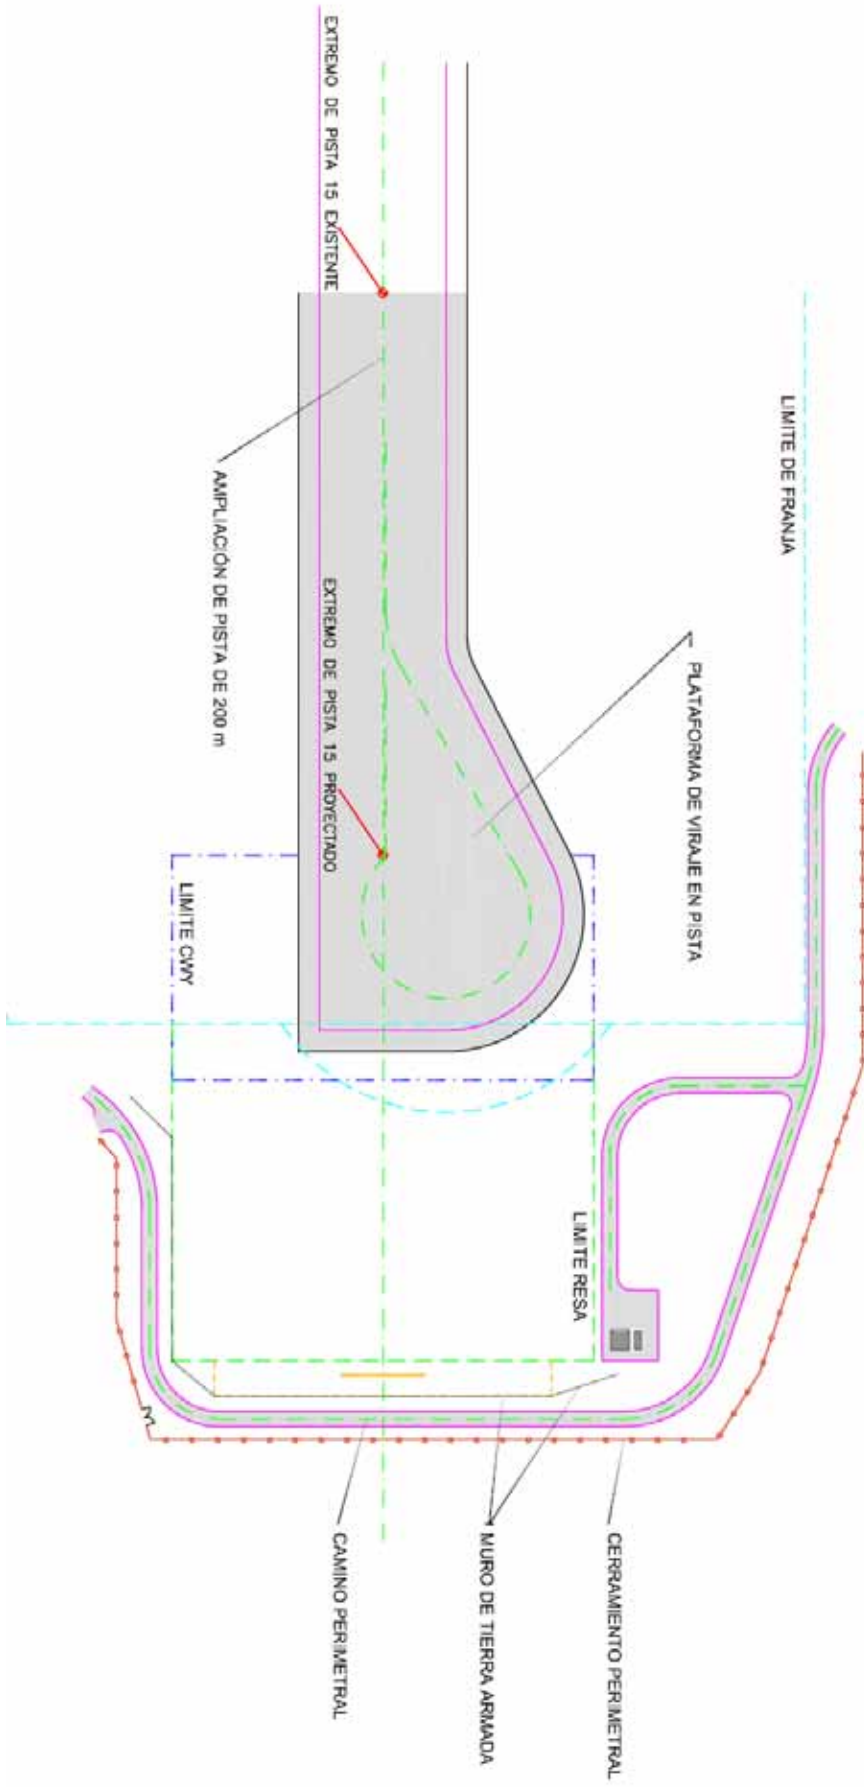 EXTREMO DE PISTA 15 EXISTENTE
AMPLIACIÓN DE PISTA DE 200 m
EXTREMO DE PISTA 15 PROYECTADO
LIMITE DE FRANJA
PLATAFORMA DE VIRAJE EN PISTA
LIMITE CWY
LIMITE RESA
CAMINO PERIMETRAL
MURO DE TIERRA ARMADA
CERRAMIENTO PERIMETRAL